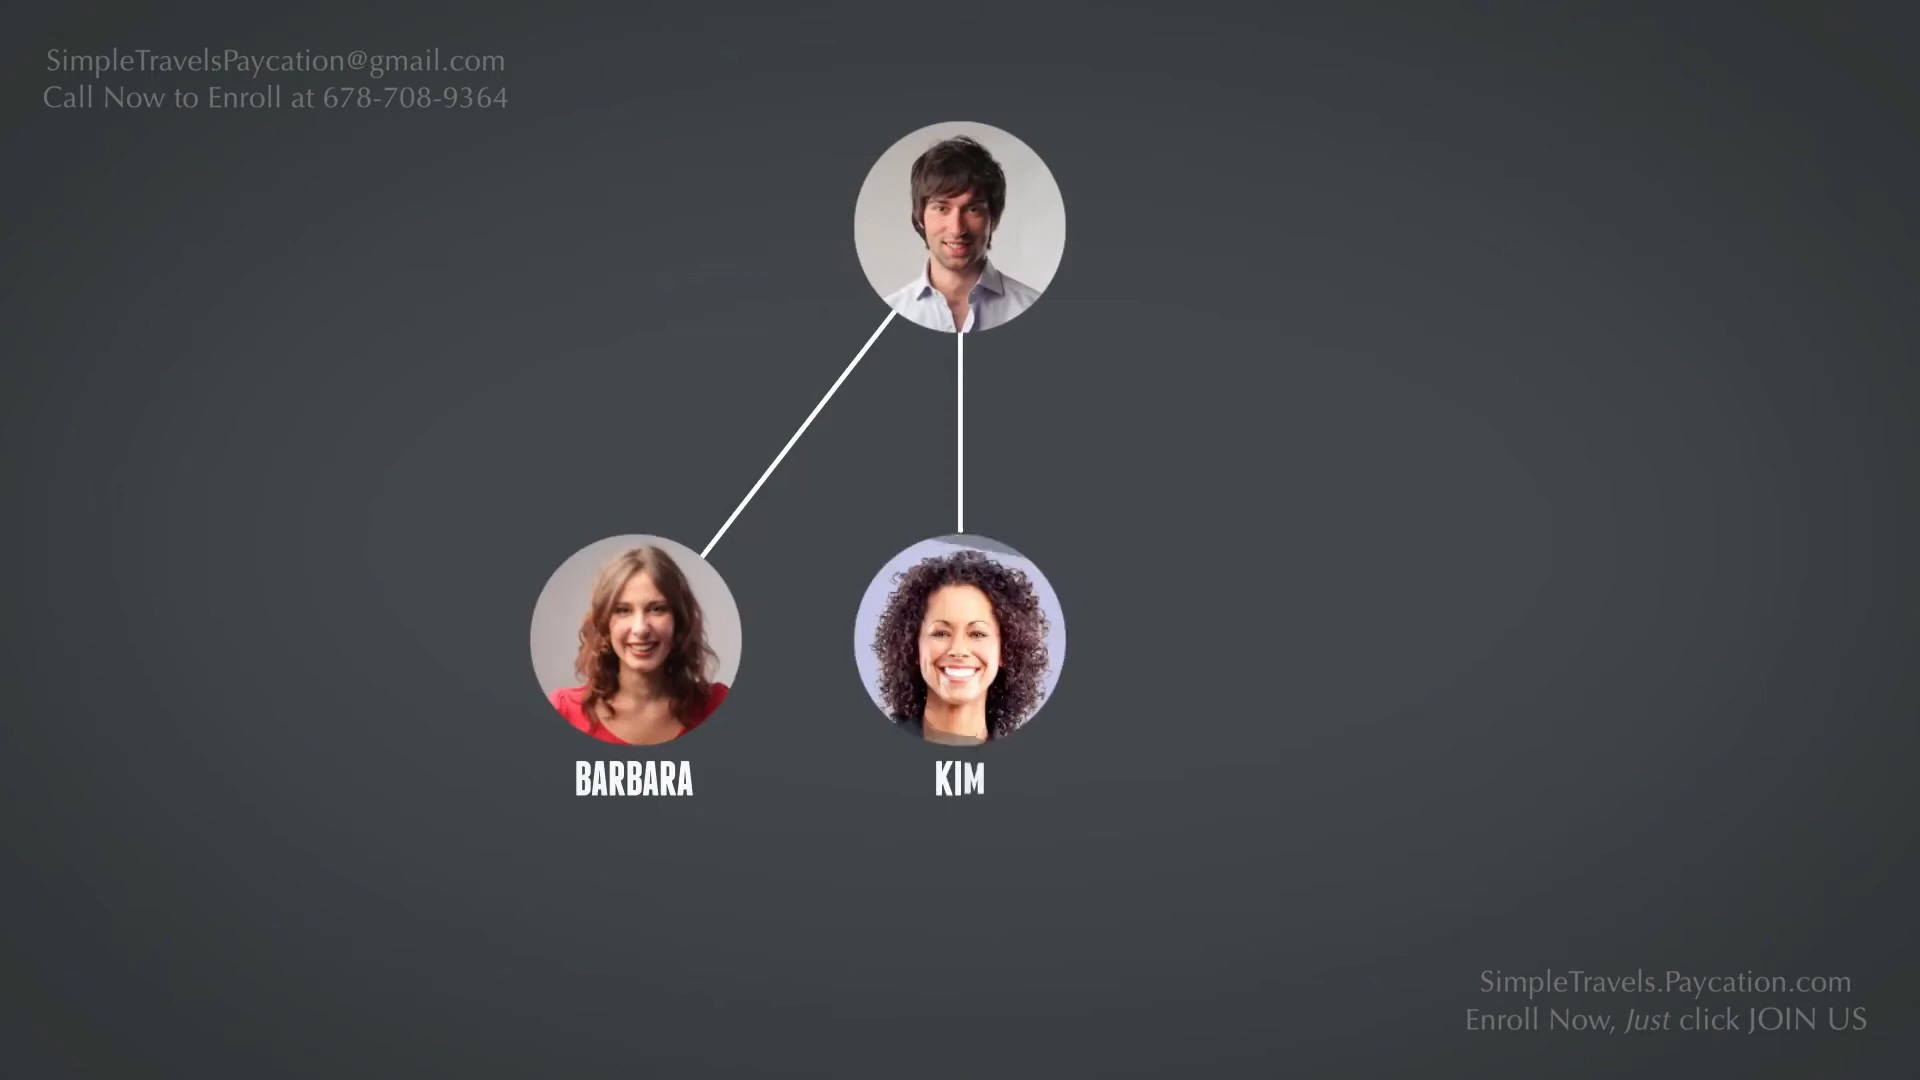 SimpleTravelsPaycation@gmail.com
Call Now to Enroll at 678-708-9364
BARBARA
KIM
SimpleTravels.Paycation.com
Enroll Now, Just click JOIN US